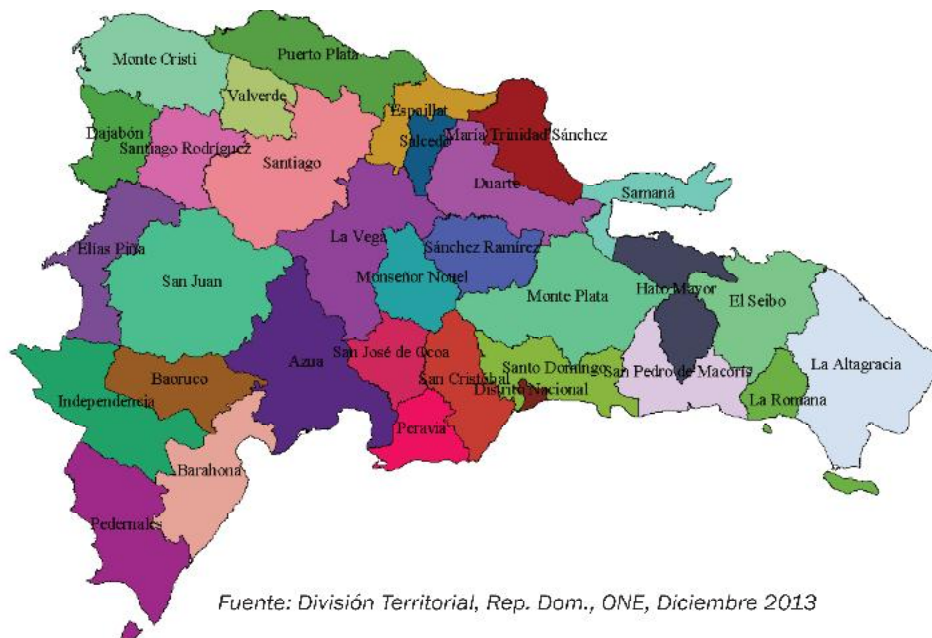 Puerto Plata
Monte Cristi
Valverde
Espaillat
Dajabón
Santiago Rodríguez
Salcedo
María Trinidad Sánchez
Santiago
Duarte
Samaná
La Vega
Elías Piña
Sánchez Ramírez
San Juan
Monseñor Nouel
Monte Plata
Hato Mayor
El Seibo
San José de Ocoa
Azua
La Altagracia
Santo Domingo
San Pedro de Macorís
Baoruco
San Cristóbal
Distrito Nacional
Independencia
La Romana
Peravia
Barahona
Pedernales
Fuente: División Territorial, Rep. Dom., ONE, Diciembre 2013